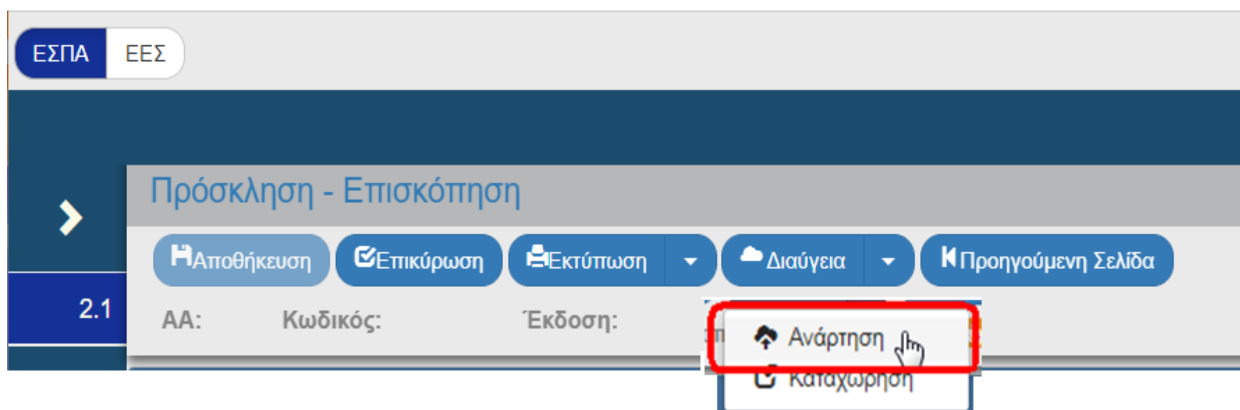 ΕΣΠΑ ΕΕΣ
Πρόσκληση - Επισκόπηση
Αποθήκευση Επικύρωση Εκτύπωση Διαύγεια Προηγούμενη Σελίδα
2.1
ΑΑ: Κωδικός: Έκδοση:
Ανάρτηση
Καταχώρηση